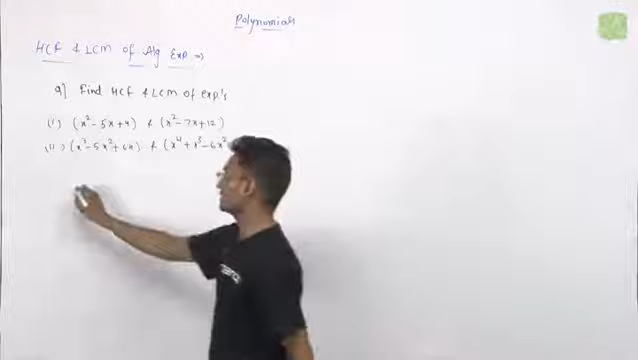 Polynomials
HCF & LCM of Alg Exp. ⇒
Q] Find HCF & LCM of exp.'s
(i) (x² - 5x + 4) & (x² - 7x + 12)
(ii) (x³ - 5x² + 6x) & (x⁴ + x³ - 6x²